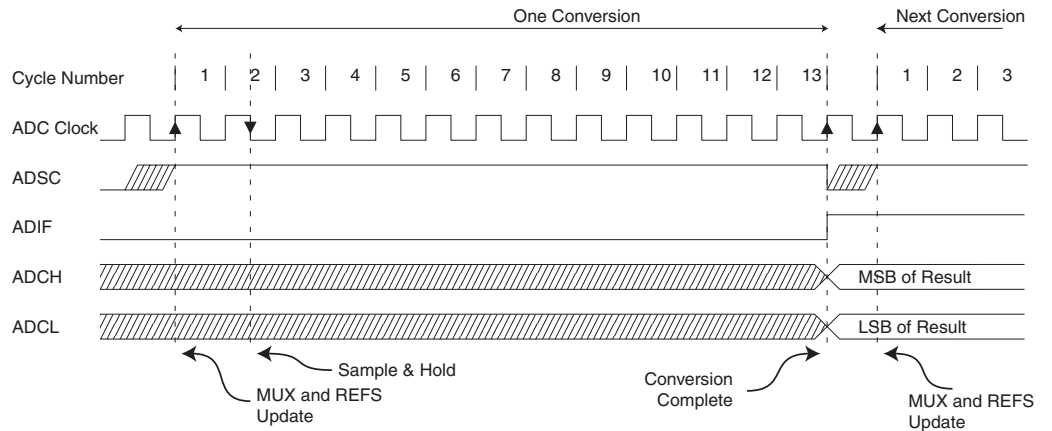 One Conversion
Next Conversion
Cycle Number
1 2 3 4 5 6 7 8 9 10 11 12 13 1 2 3
ADC Clock
ADSC
ADIF
ADCH
MSB of Result
ADCL
LSB of Result
Sample & Hold
MUX and REFS
Update
Conversion
Complete
MUX and REFS
Update